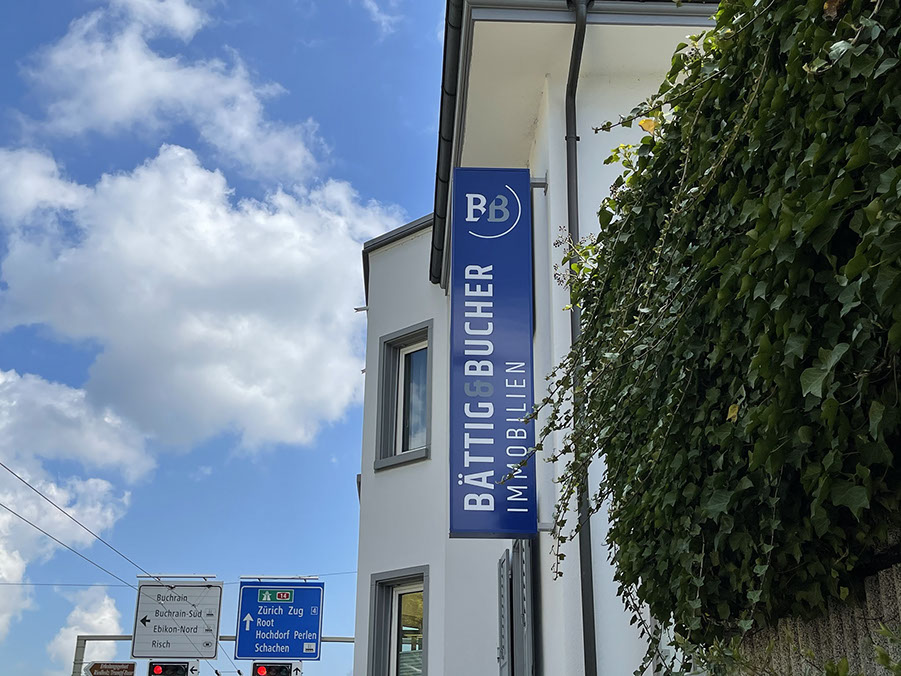 BB
BÄTTIG&BUCHER
IMMOBILIEN
Buchrain
Buchrain-Süd
Ebikon-Nord
Risch
14
Zürich Zug
Root
Hochdorf Perlen
Schachen